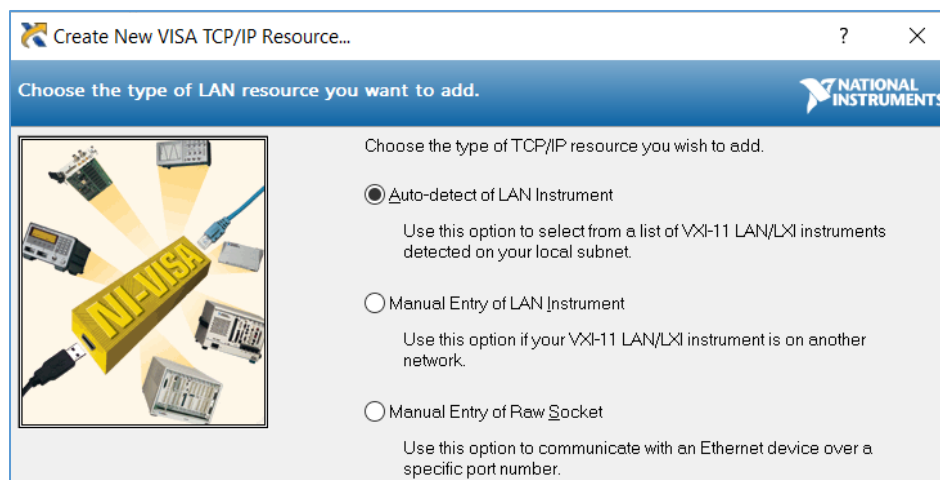 Create New VISA TCP/IP Resource...
?
Choose the type of LAN resource you want to add.
NATIONAL
INSTRUMENTS
Choose the type of TCP/IP resource you wish to add.
Auto-detect of LAN Instrument
Use this option to select from a list of VXI-11 LAN/LXI instruments
detected on your local subnet.
NI-VISA
Manual Entry of LAN Instrument
Use this option if your VXI-11 LAN/LXI instrument is on another
network.
Manual Entry of Raw Socket
Use this option to communicate with an Ethernet device over a
specific port number.